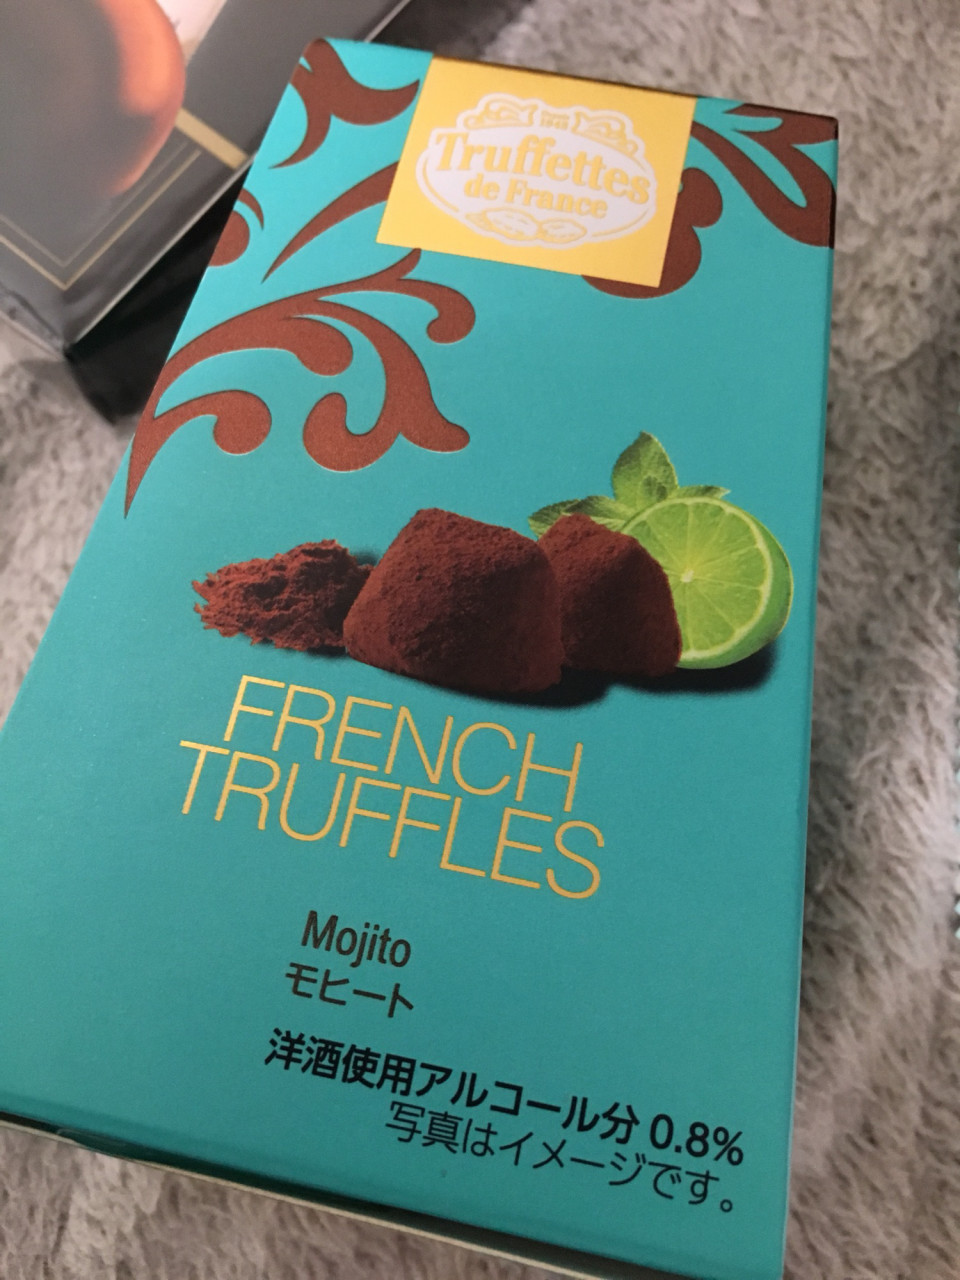 Truffettes
de France
FRENCH
TRUFFLES
Mojito
モヒート
洋酒使用アルコール分 0.8%
写真はイメージです。